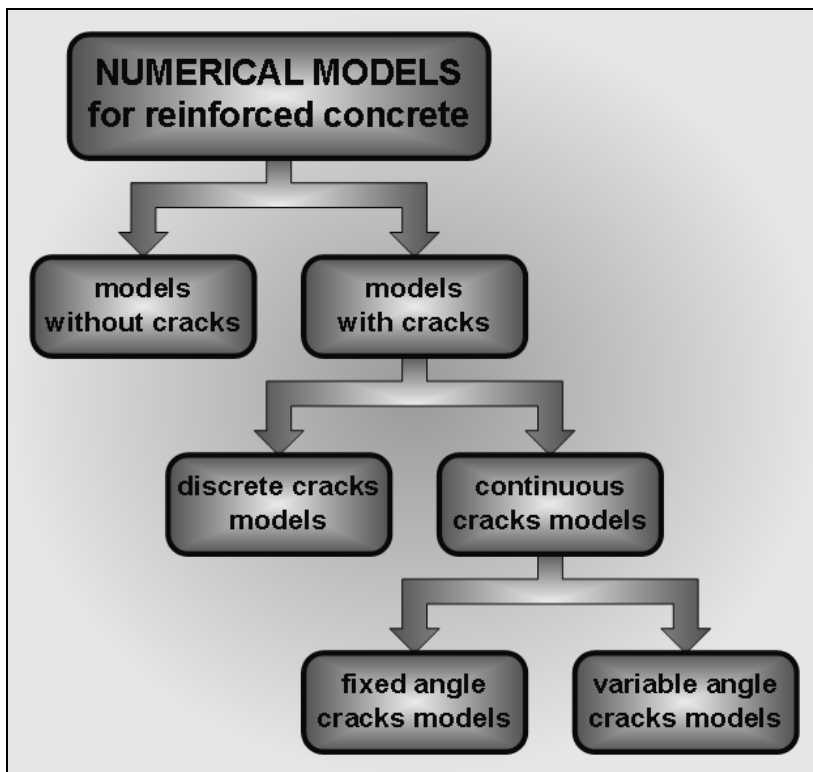 NUMERICAL MODELS
for reinforced concrete
models
without cracks
models
with cracks
discrete cracks
models
continuous
cracks models
fixed angle
cracks models
variable angle
cracks models